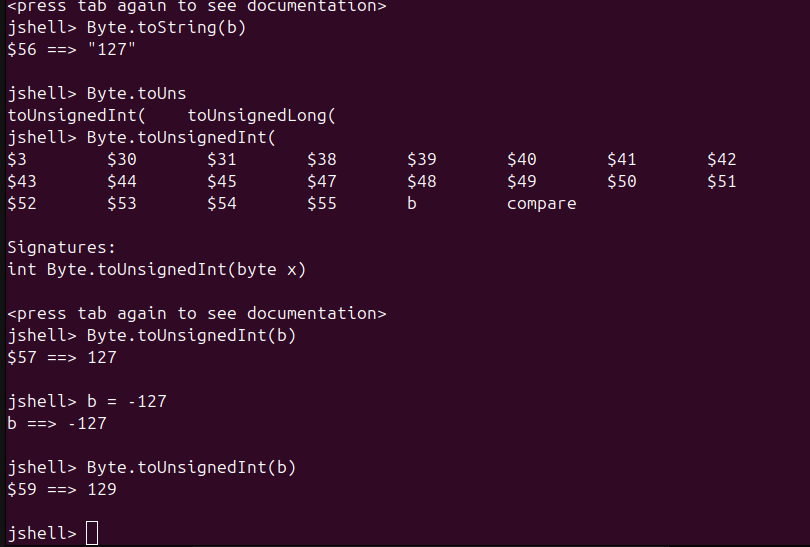 <press tab again to see documentation>
jshell> Byte.toString(b)
$56 ==> "127"
jshell> Byte.toUns
toUnsignedInt(    toUnsignedLong(
jshell> Byte.toUnsignedInt(
$3        $30       $31       $38       $39       $40       $41       $42
$43       $44       $45       $47       $48       $49       $50       $51
$52       $53       $54       $55       b         compare
Signatures:
int Byte.toUnsignedInt(byte x)
<press tab again to see documentation>
jshell> Byte.toUnsignedInt(b)
$57 ==> 127
jshell> b = -127
b ==> -127
jshell> Byte.toUnsignedInt(b)
$59 ==> 129
jshell>